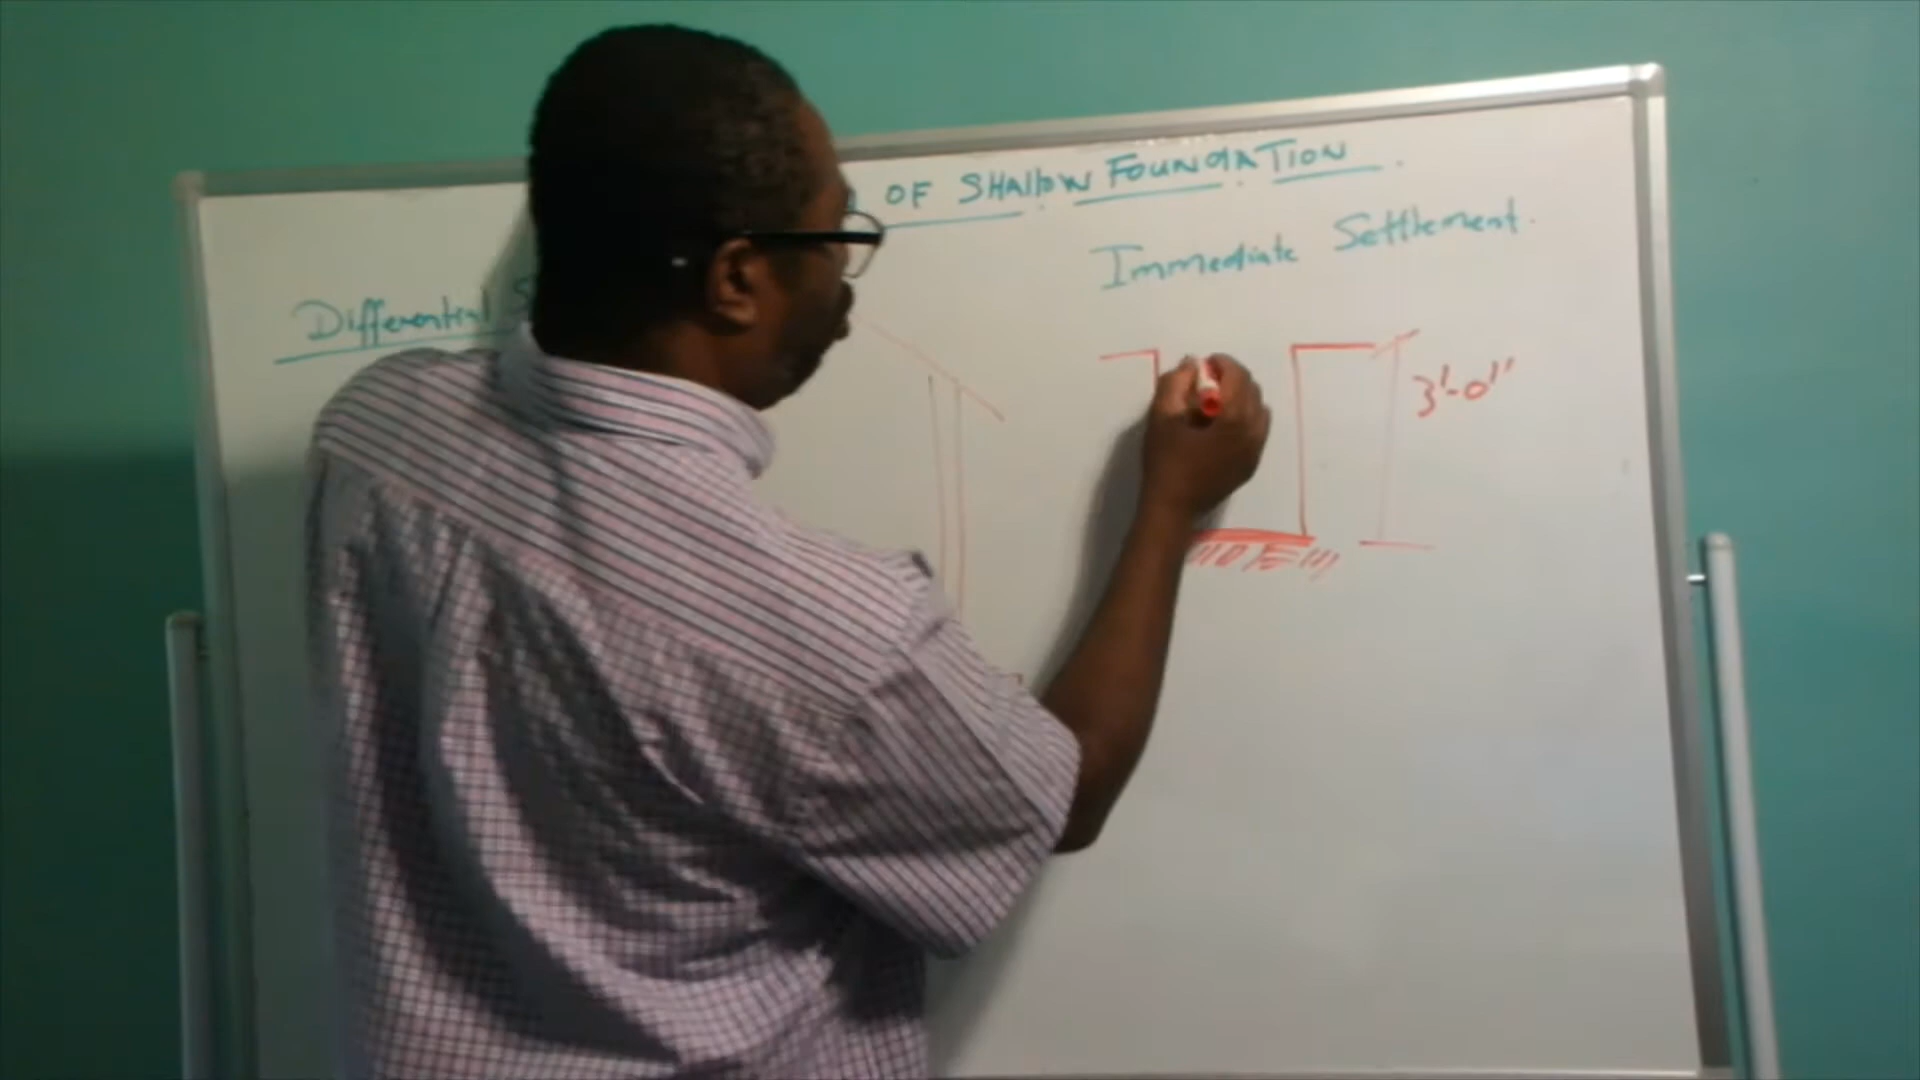 OF SHALLOW FOUNDATION
Immediate Settlement.
Differential
3'-0"